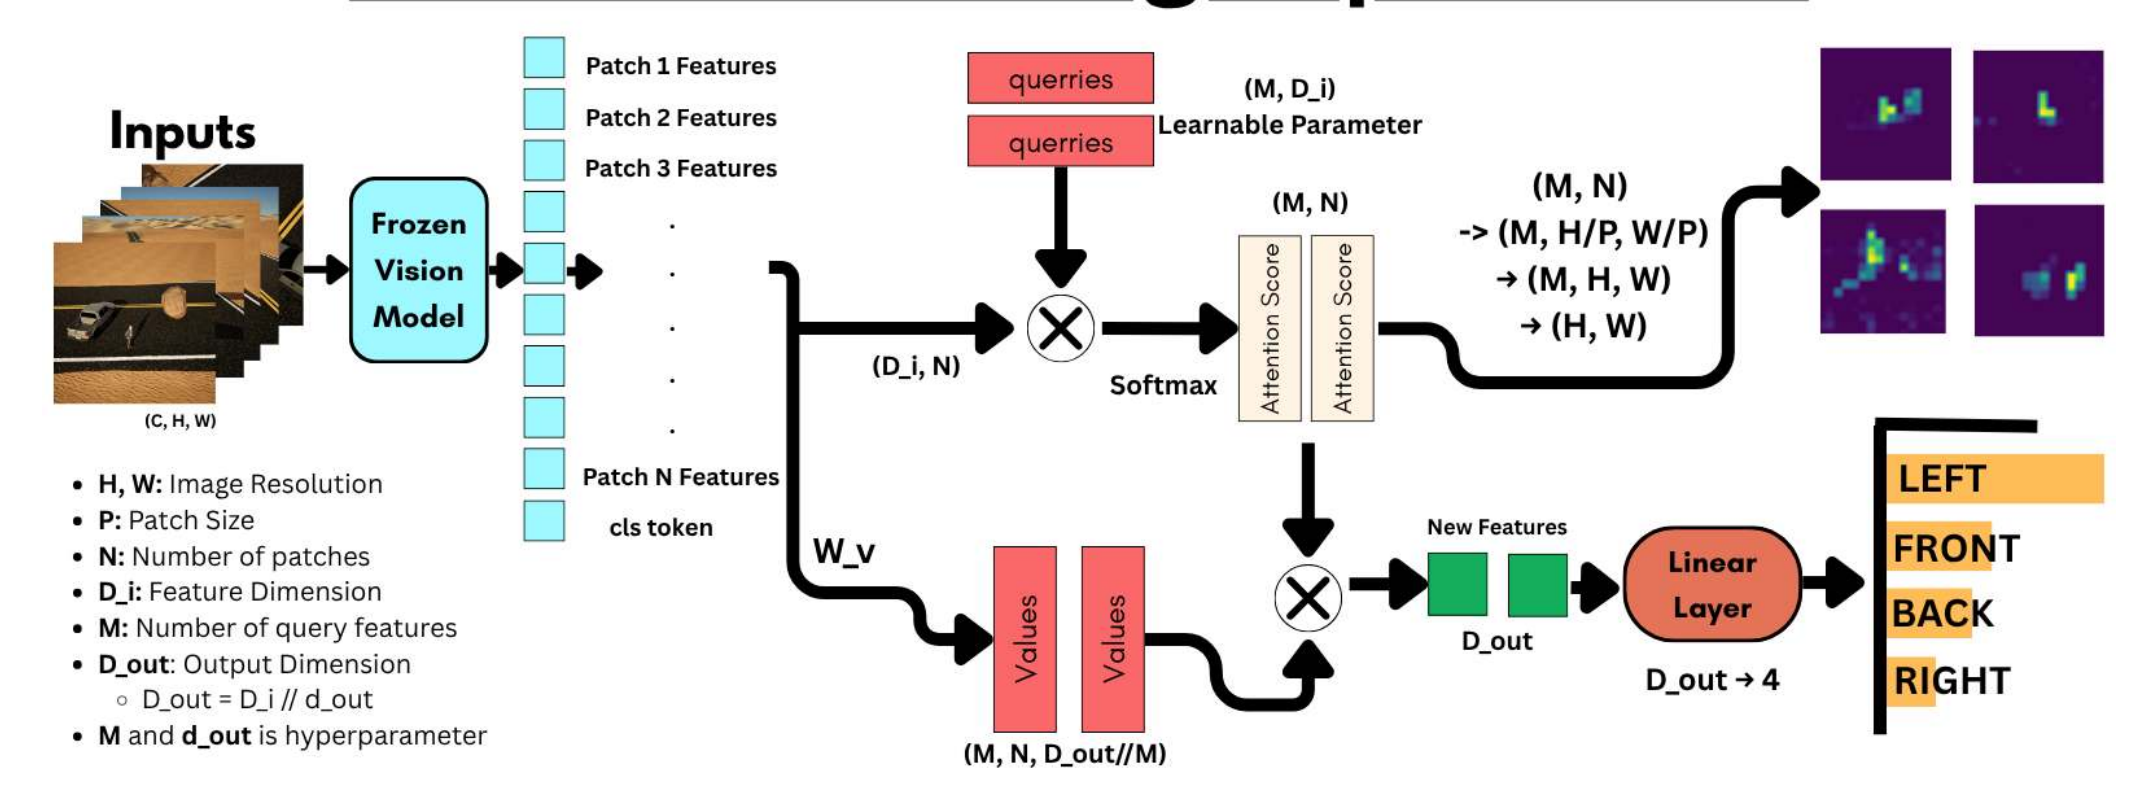 Inputs
(C, H, W)
Frozen
Vision
Model
Patch 1 Features
Patch 2 Features
Patch 3 Features
.
.
.
.
.
Patch N Features
cls token
querries
querries
(M, D_i)
Learnable Parameter
(D_i, N)
Softmax
(M, N)
Attention Score
Attention Score
(M, N)
-> (M, H/P, W/P)
→ (M, H, W)
→ (H, W)
W_v
Values
Values
(M, N, D_out//M)
New Features
D_out
Linear
Layer
D_out → 4
LEFT
FRONT
BACK
RIGHT
• H, W: Image Resolution
• P: Patch Size
• N: Number of patches
• D_i: Feature Dimension
• M: Number of query features
• D_out: Output Dimension
◦ D_out = D_i // d_out
• M and d_out is hyperparameter